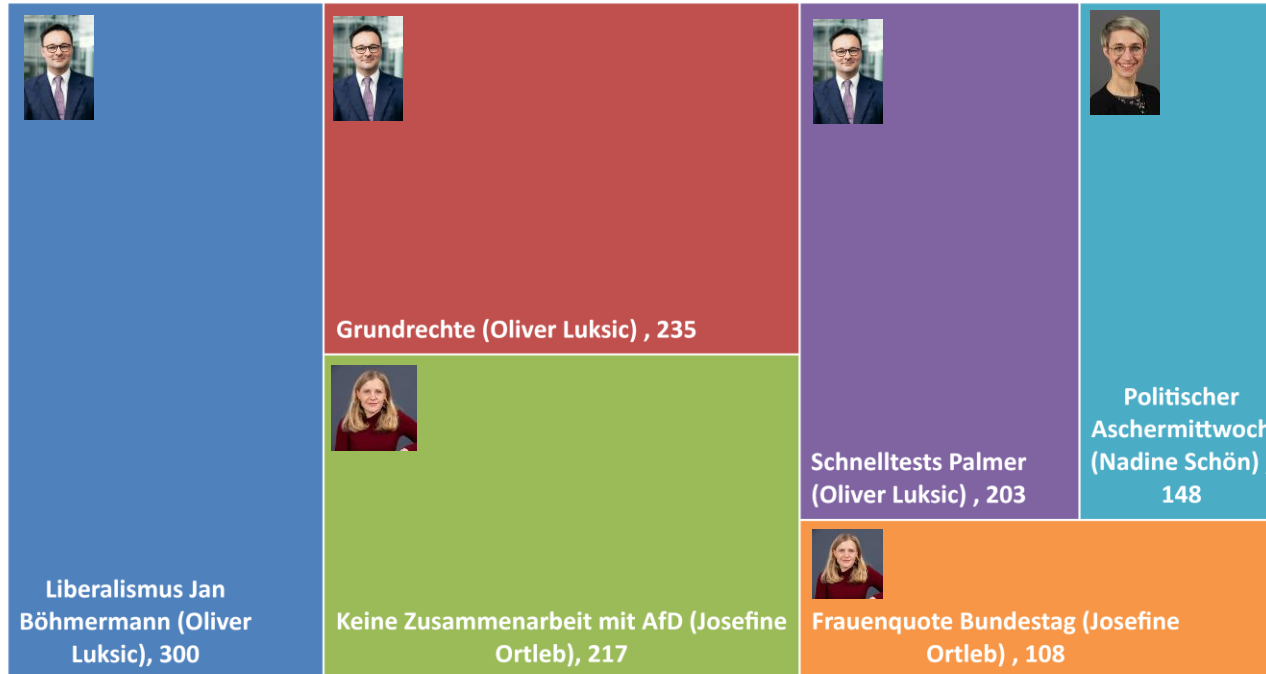 Liberalismus Jan
Böhmermann (Oliver
Luksic), 300
Grundrechte (Oliver Luksic) , 235
Keine Zusammenarbeit mit AfD (Josefine
Ortleb), 217
Schnelltests Palmer
(Oliver Luksic) , 203
Politischer
Aschermittwoch
(Nadine Schön) ,
148
Frauenquote Bundestag (Josefine
Ortleb) , 108